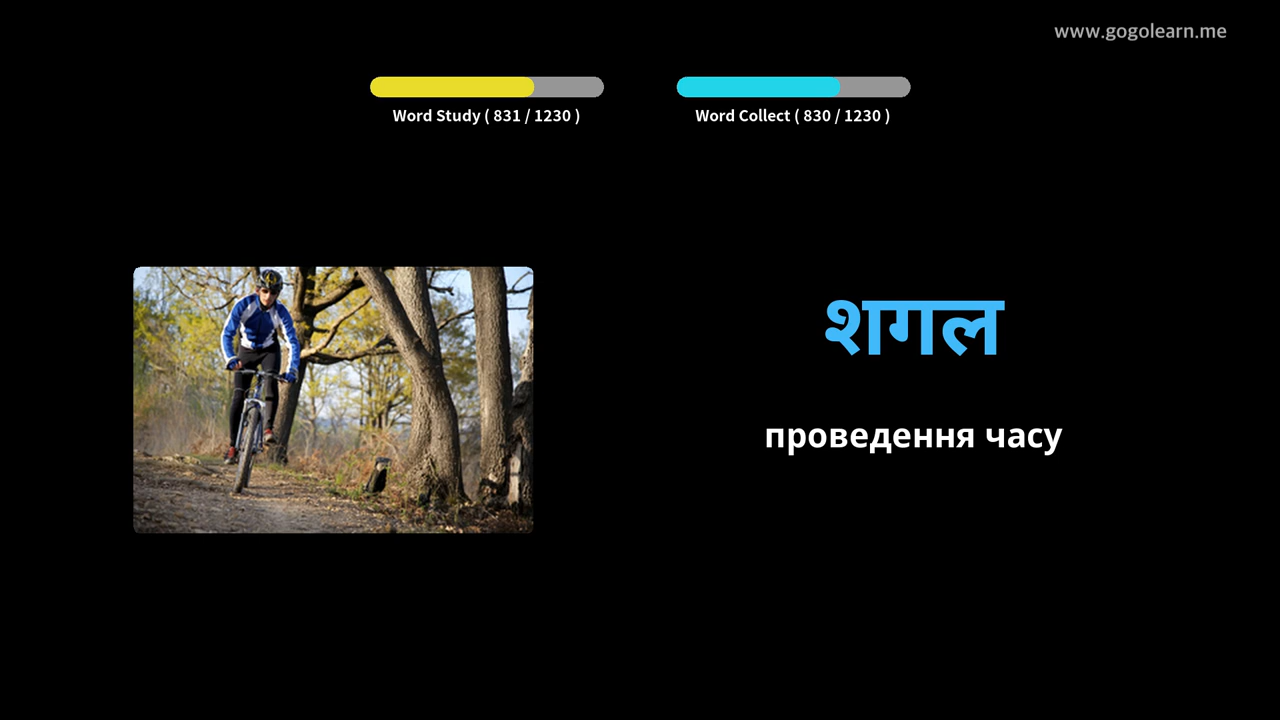 www.gogolearn.me
Word Study ( 831 / 1230 )
Word Collect ( 830 / 1230 )
शगल
проведення часу